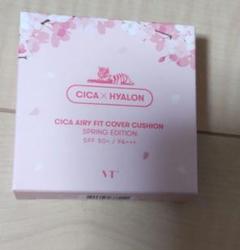 CICA × HYALON
CICA AIRY FIT COVER CUSHION
SPRING EDITION
SPF 50+ / PA+++
VT